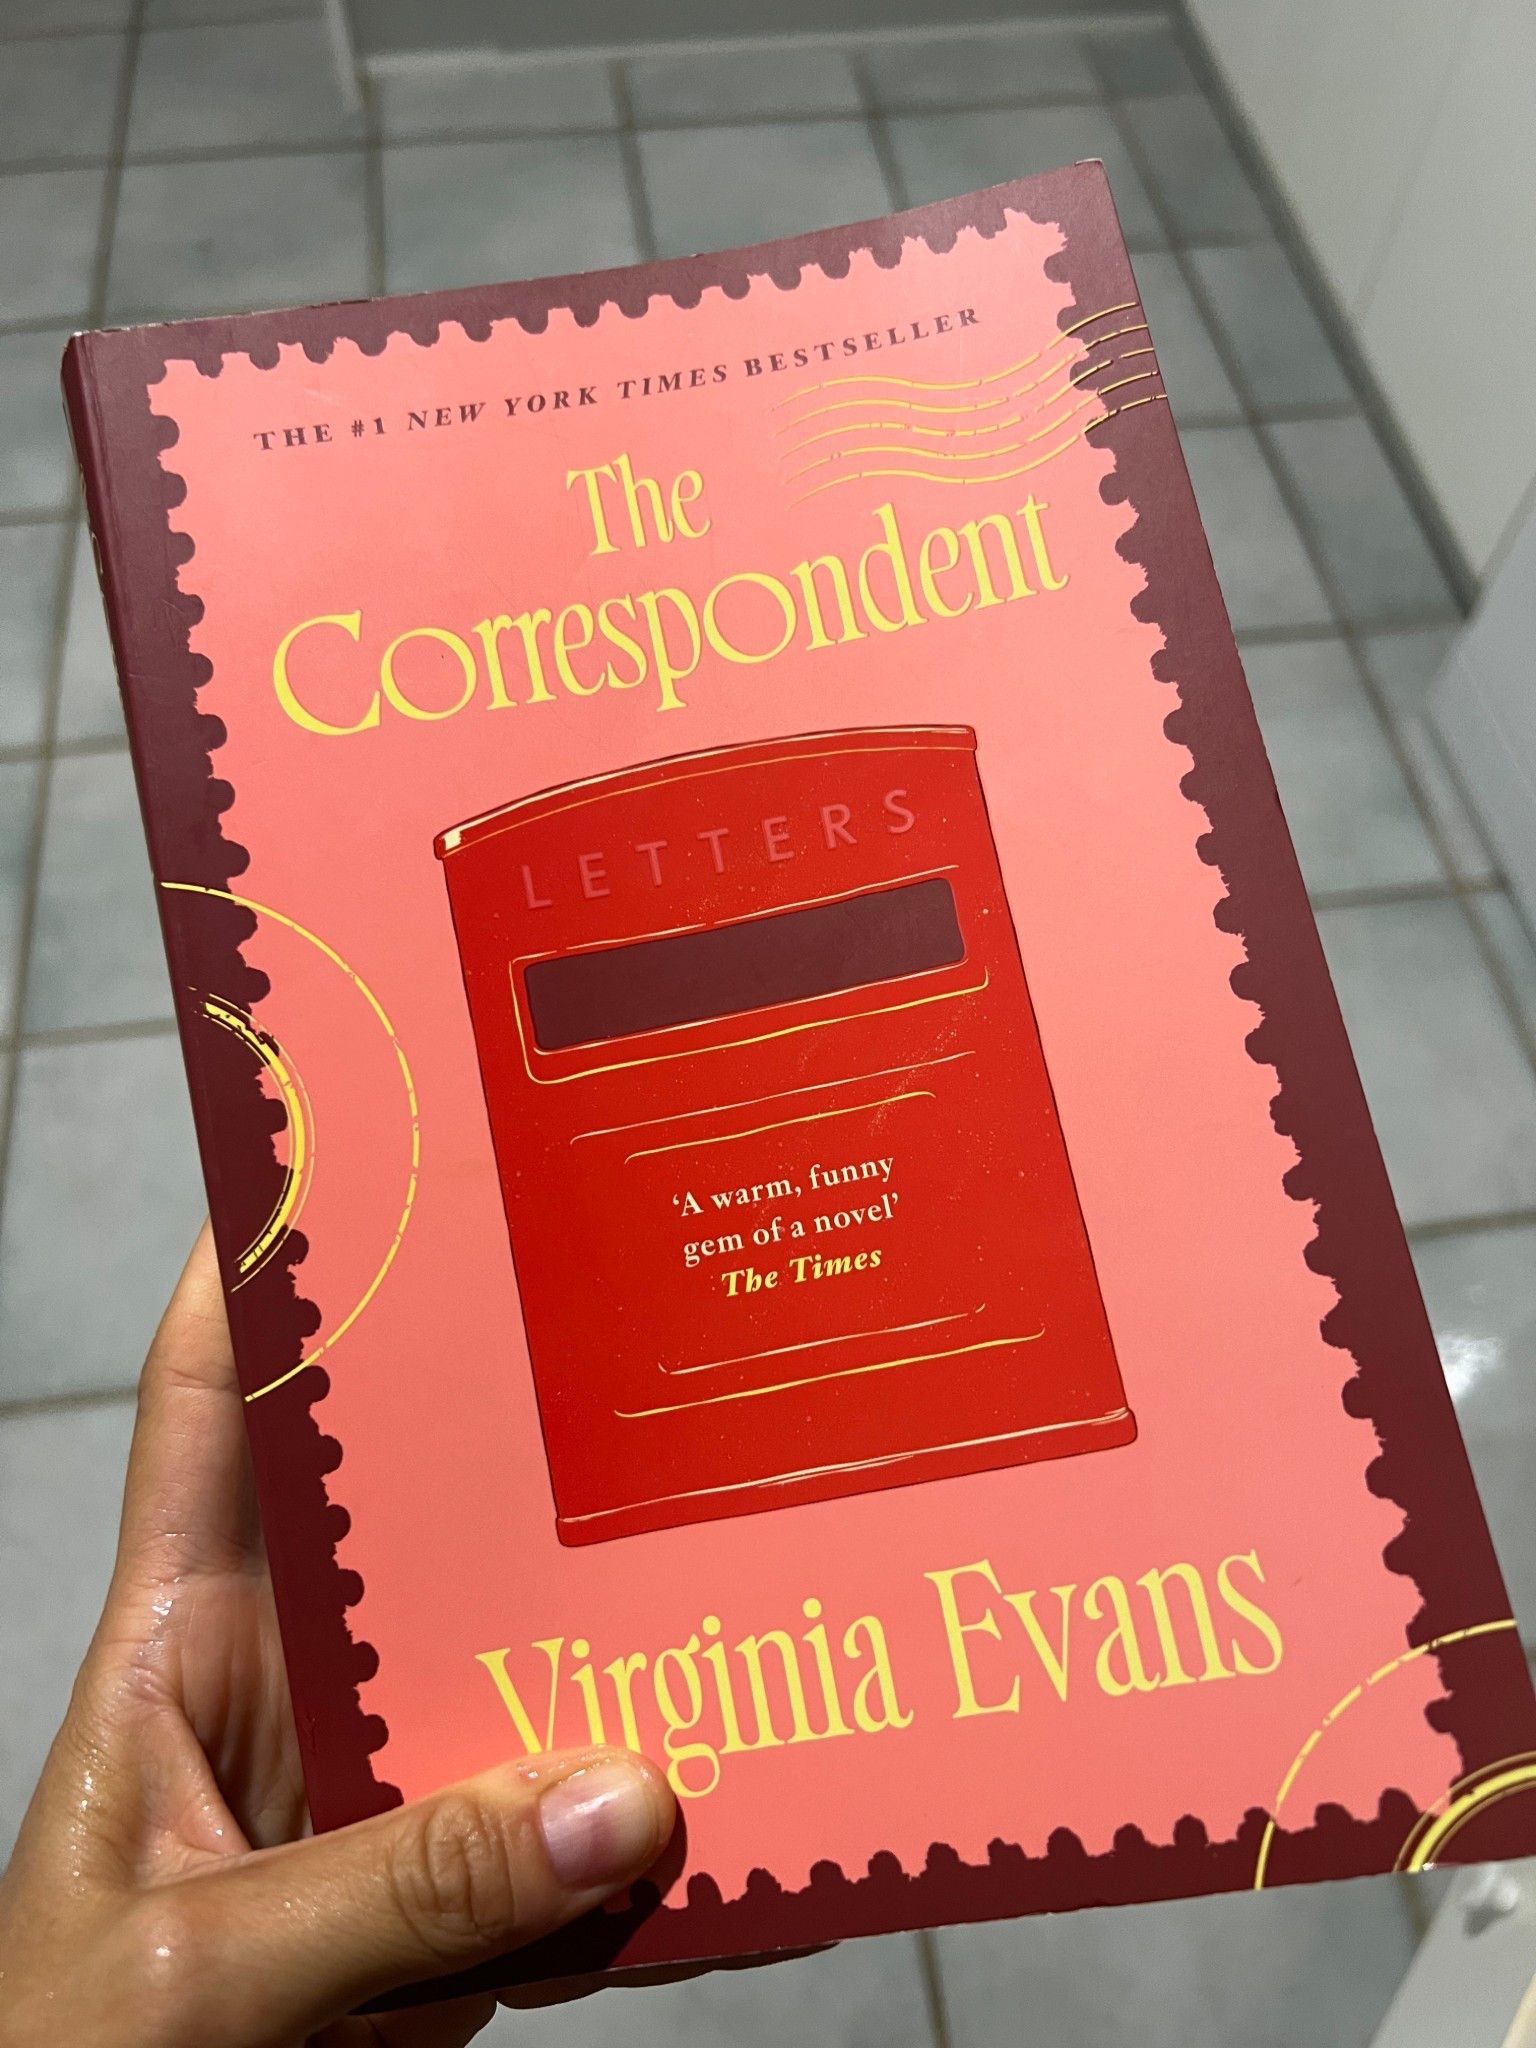 THE #1 NEW YORK TIMES BESTSELLER
The
Correspondent
LETTERS
‘A warm, funny
gem of a novel’
The Times
Virginia Evans